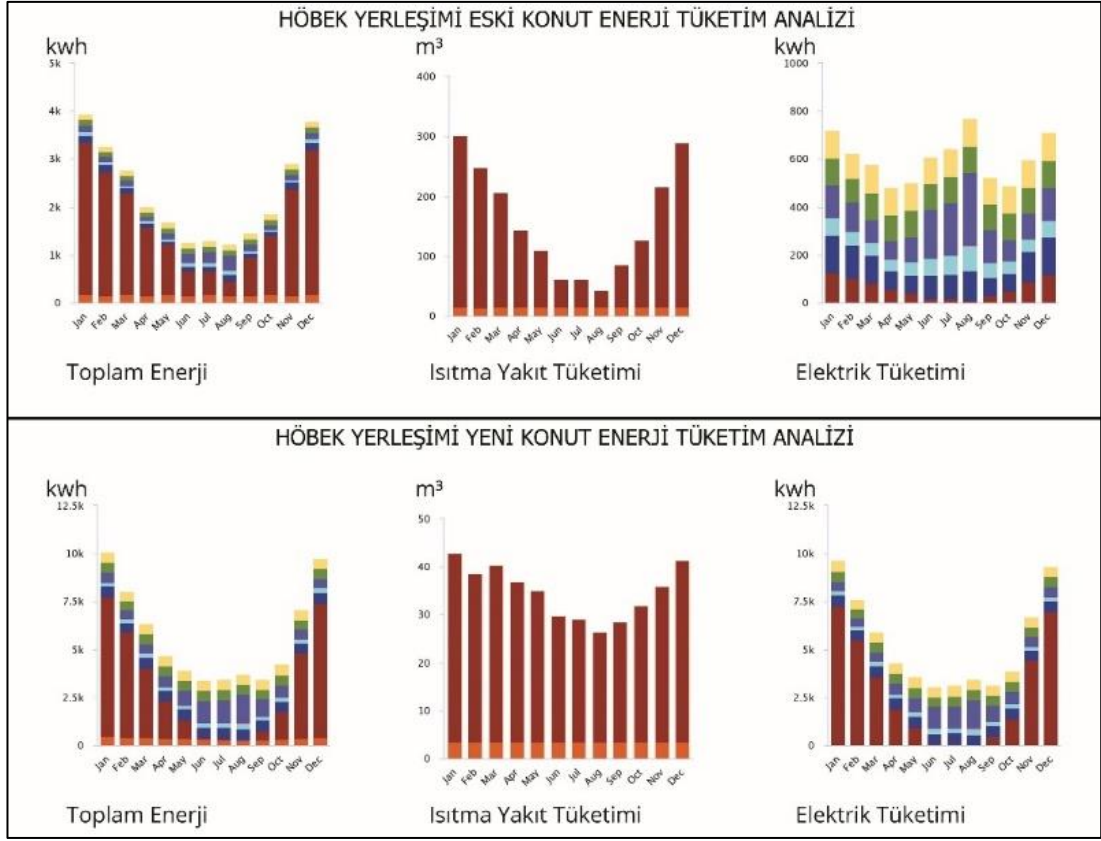 HÖBEK YERLEŞİMİ ESKİ KONUT ENERJİ TÜKETİM ANALİZİ
kwh
5k
4k
3k
2k
1k
0
Jan Feb Mar Apr May Jun Jul Aug Sep Oct Nov Dec
Toplam Enerji
m³
400
300
200
100
0
Jan Feb Mar Apr May Jun Jul Aug Sep Oct Nov Dec
Isıtma Yakıt Tüketimi
kwh
1000
800
600
400
200
0
Jan Feb Mar Apr May Jun Jul Aug Sep Oct Nov Dec
Elektrik Tüketimi
HÖBEK YERLEŞİMİ YENİ KONUT ENERJİ TÜKETİM ANALİZİ
kwh
12.5k
10k
7.5k
5k
2.5k
0
Jan Feb Mar Apr May Jun Jul Aug Sep Oct Nov Dec
Toplam Enerji
m³
50
40
30
20
10
0
Jan Feb Mar Apr May Jun Jul Aug Sep Oct Nov Dec
Isıtma Yakıt Tüketimi
kwh
12.5k
10k
7.5k
5k
2.5k
0
Jan Feb Mar Apr May Jun Jul Aug Sep Oct Nov Dec
Elektrik Tüketimi